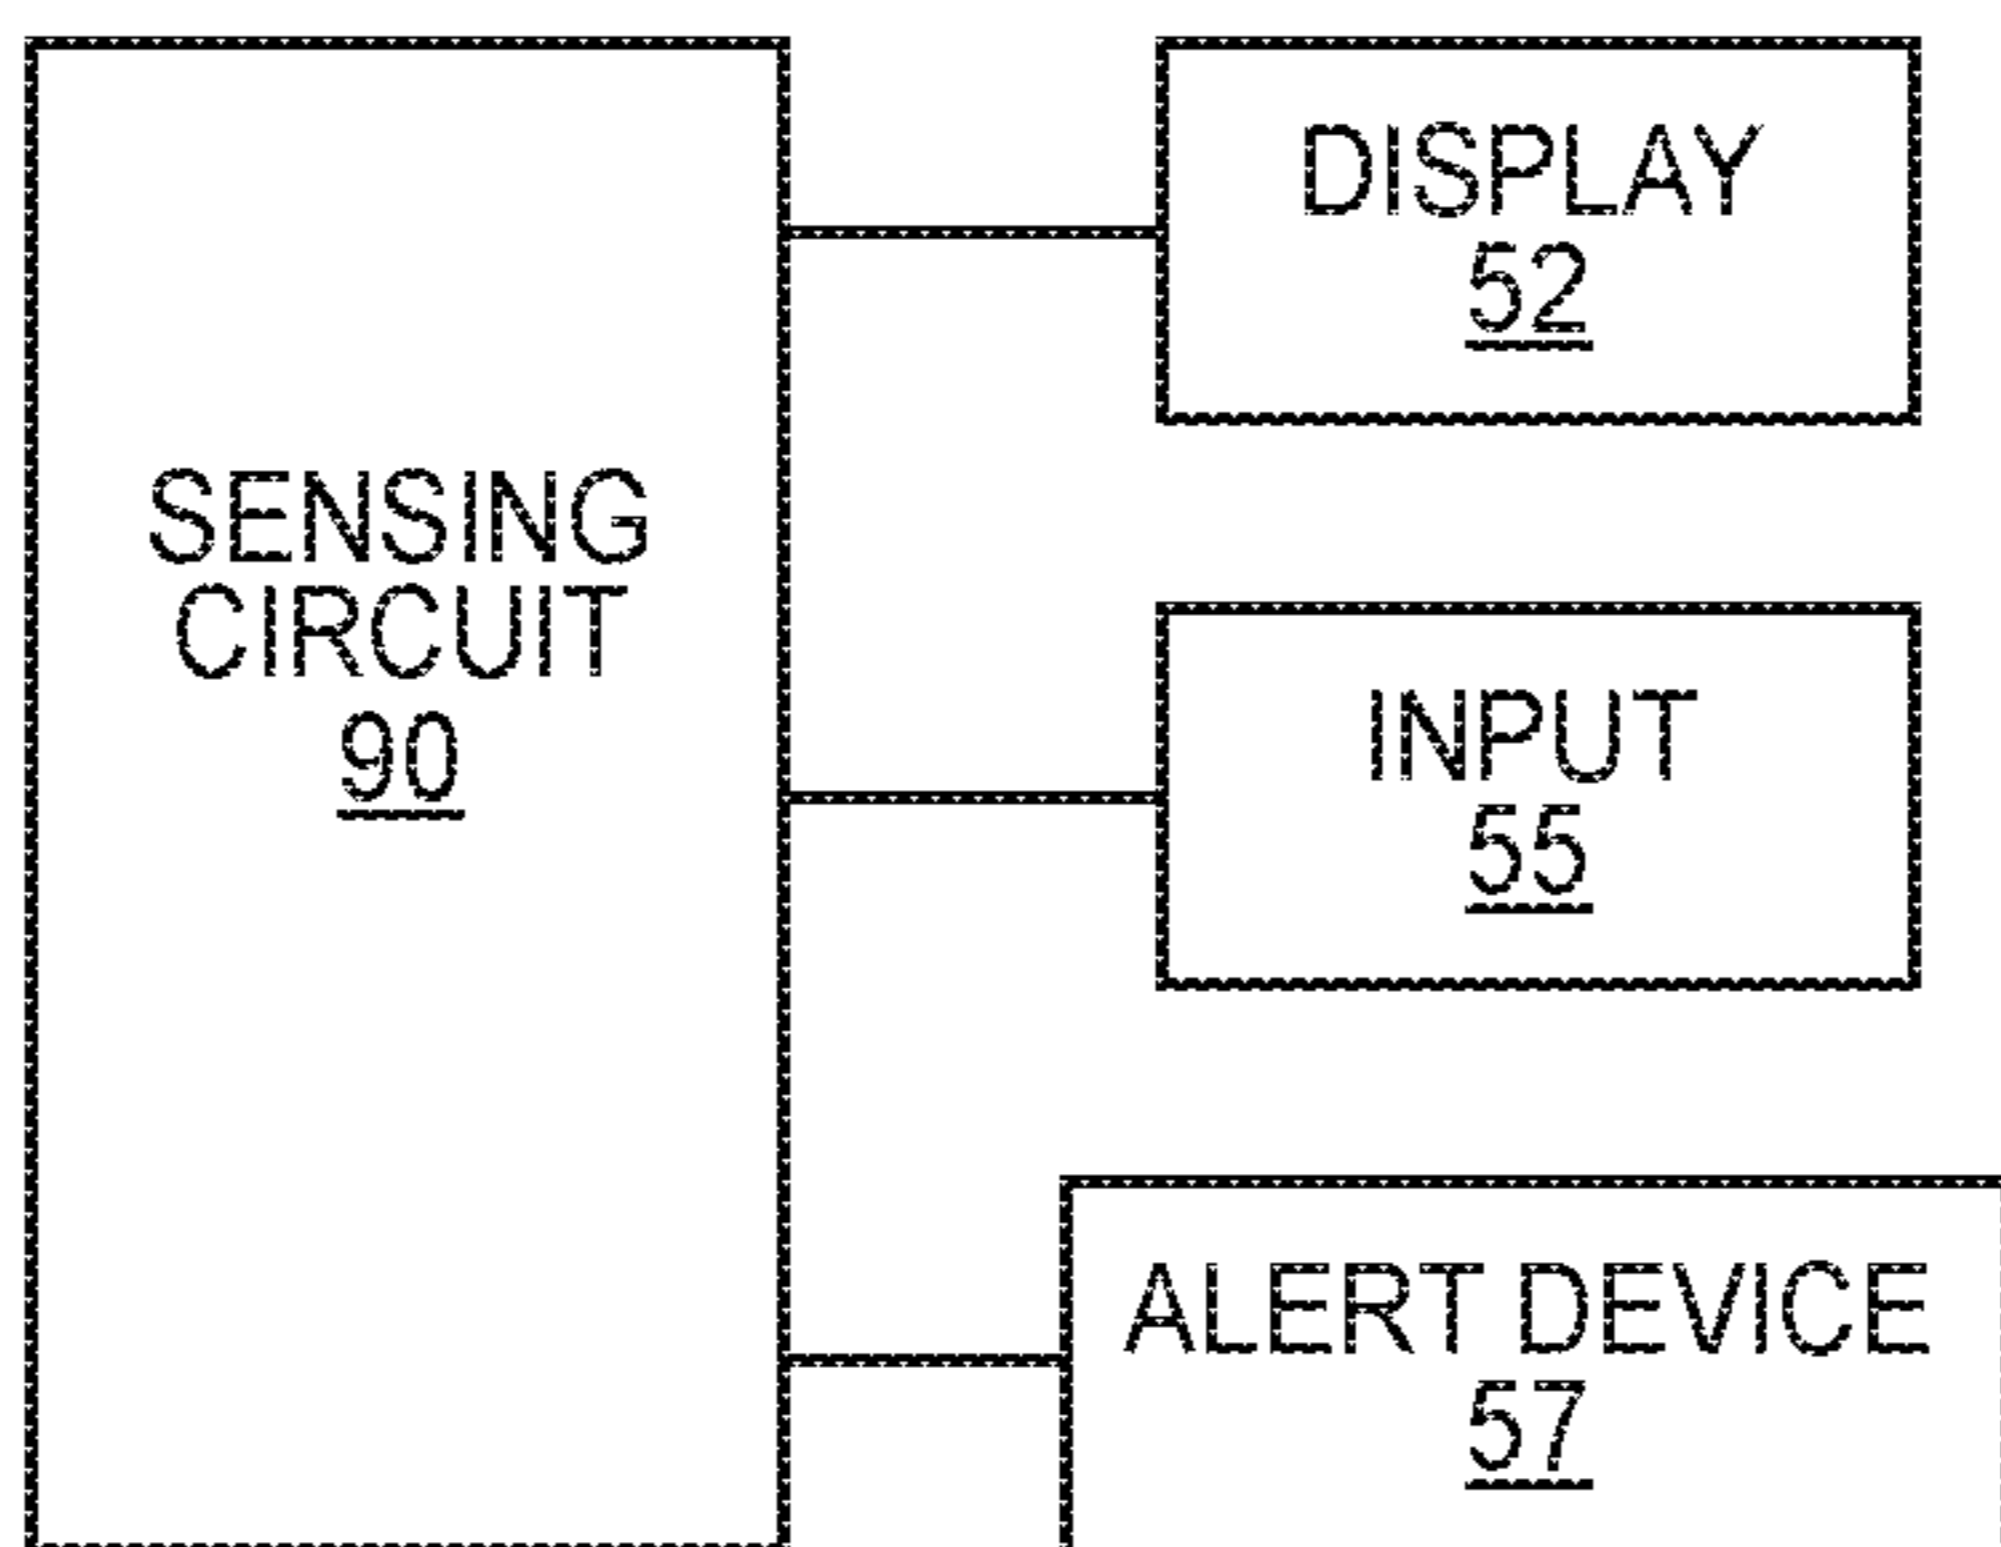 SENSING
CIRCUIT
90
DISPLAY
52
INPUT
55
ALERT DEVICE
57